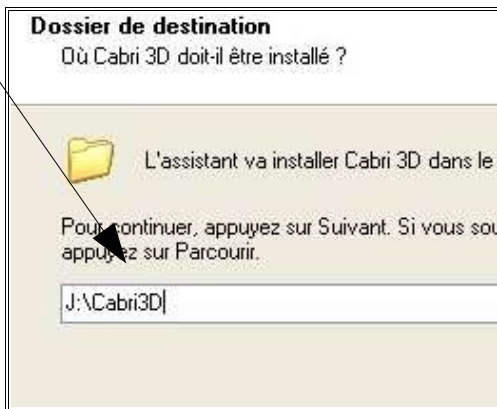 Dossier de destination
Où Cabri 3D doit-il être installé ?
L'assistant va installer Cabri 3D dans le
Pour continuer, appuyez sur Suivant. Si vous sou
appuyez sur Parcourir.
J:\Cabri3D